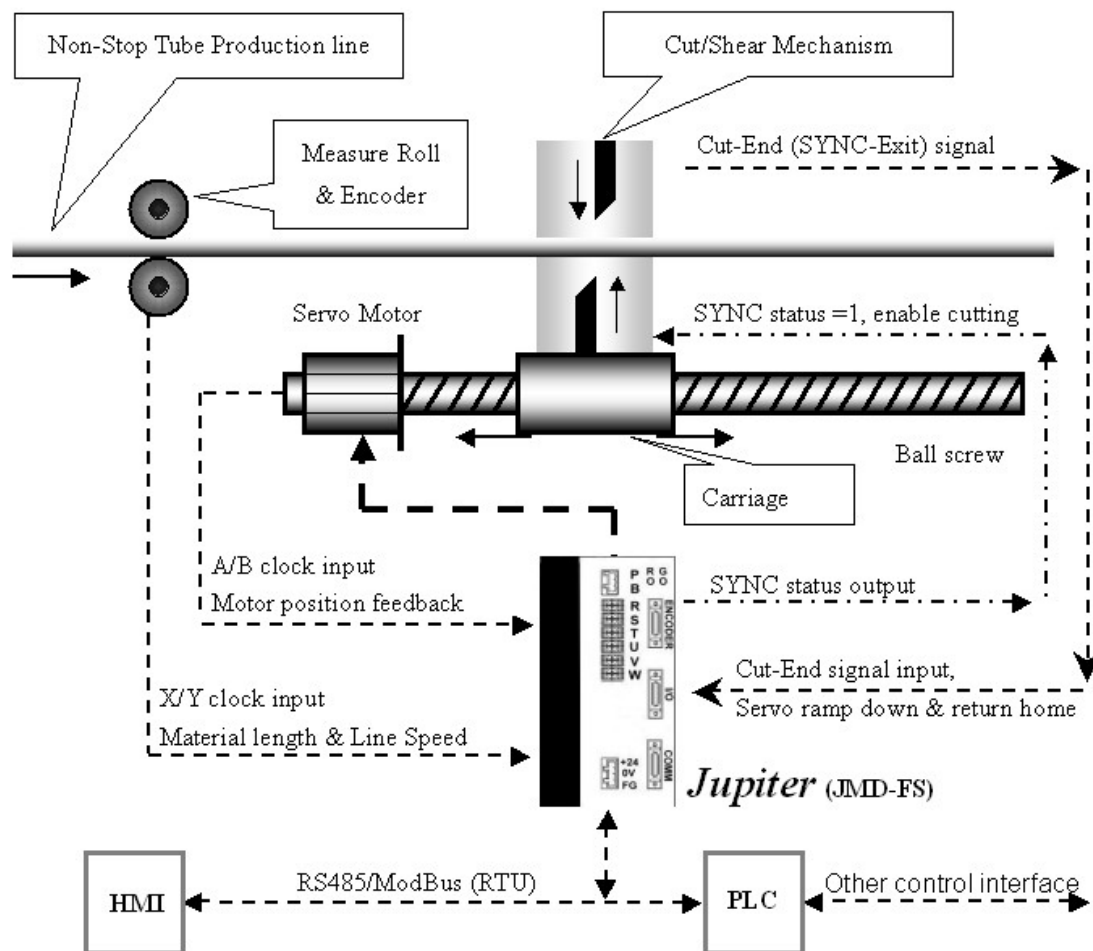 Non-Stop Tube Production line
Cut/Shear Mechanism
Measure Roll
& Encoder
Cut-End (SYNC-Exit) signal
Servo Motor
SYNC status =1, enable cutting
Ball screw
Carriage
A/B clock input
Motor position feedback
SYNC status output
P
B
R
O
G
O
R
S
T
U
V
W
ENCODER
I/O
COMM
+24
0V
FG
Cut-End signal input,
Servo ramp down & return home
X/Y clock input
Material length & Line Speed
Jupiter (JMD-FS)
HMI
RS485/ModBus (RTU)
PLC
Other control interface